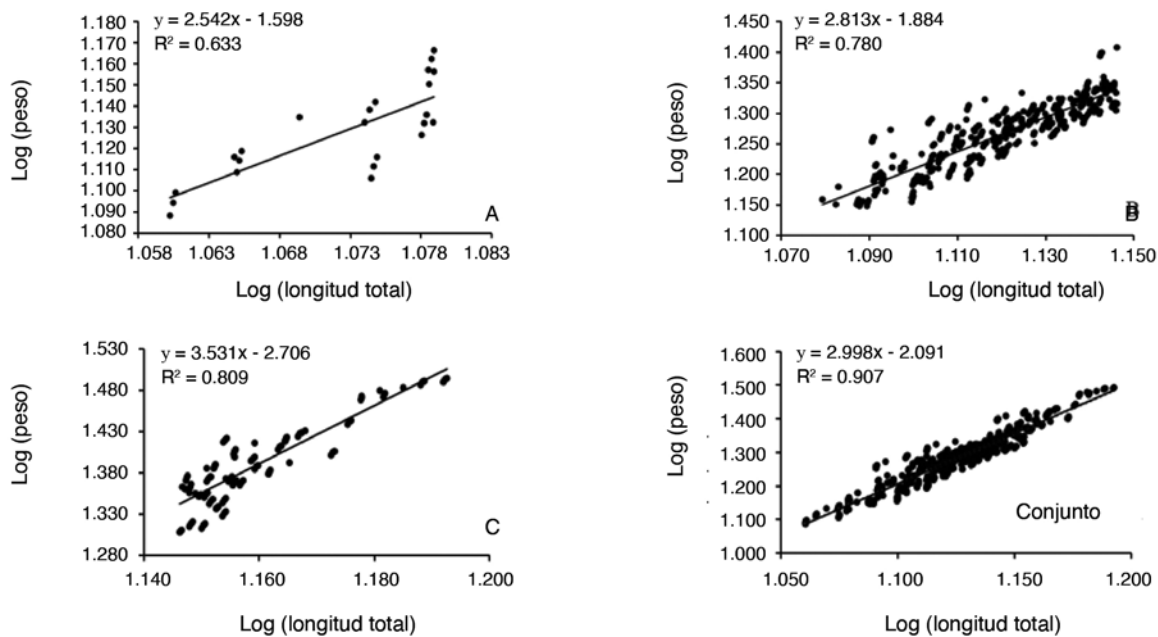 y = 2.542x - 1.598
R² = 0.633
Log (peso)
1.180
1.170
1.160
1.150
1.140
1.130
1.120
1.110
1.100
1.090
1.080
A
1.058 1.063 1.068 1.073 1.078 1.083
Log (longitud total)
y = 2.813x - 1.884
R² = 0.780
Log (peso)
1.450
1.400
1.350
1.300
1.250
1.200
1.150
1.100
B
1.070 1.090 1.110 1.130 1.150
Log (longitud total)
y = 3.531x - 2.706
R² = 0.809
Log (peso)
1.530
1.480
1.430
1.380
1.330
1.280
C
1.140 1.160 1.180 1.200
Log (longitud total)
y = 2.998x - 2.091
R² = 0.907
Log (peso)
1.600
1.500
1.400
1.300
1.200
1.100
1.000
Conjunto
1.050 1.100 1.150 1.200
Log (longitud total)